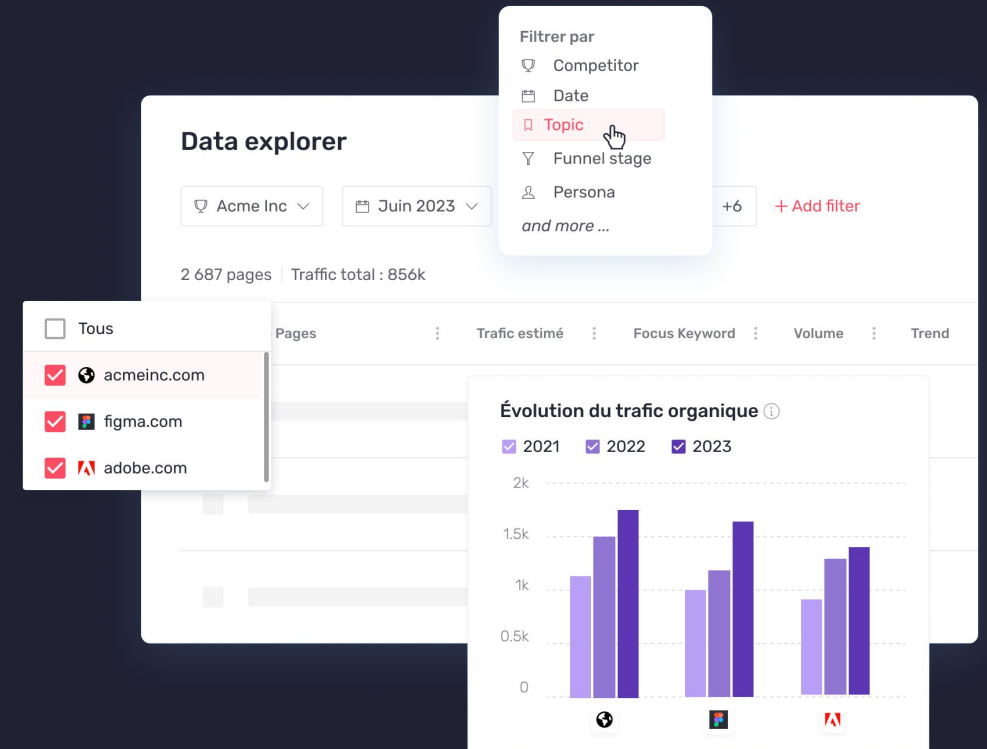 Filtrer par
Competitor
Date
Topic
Funnel stage
Persona
and more ...
Data explorer
Acme Inc
Juin 2023
+6
+ Add filter
2 687 pages
Traffic total : 856k
Tous
acmeinc.com
figma.com
adobe.com
Pages
Trafic estimé
Focus Keyword
Volume
Trend
Évolution du trafic organique
2021
2022
2023
2k
1.5k
1k
0.5k
0